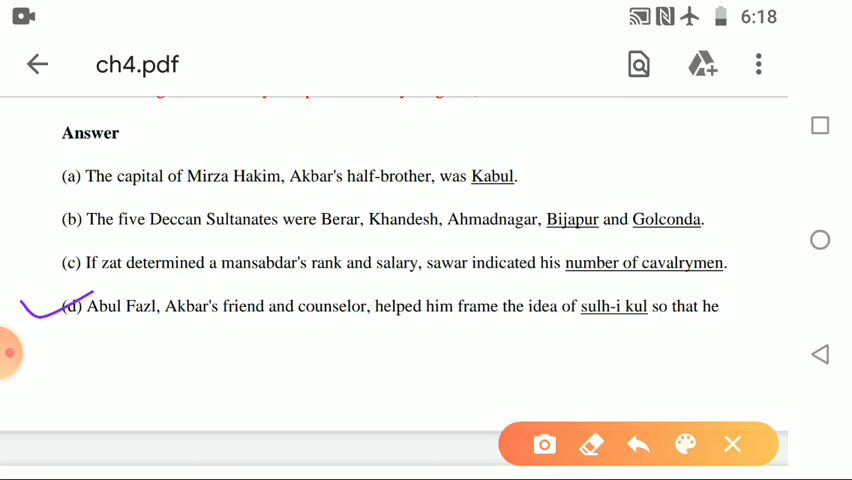 6:18
ch4.pdf
Answer
(a) The capital of Mirza Hakim, Akbar's half-brother, was Kabul.
(b) The five Deccan Sultanates were Berar, Khandesh, Ahmadnagar, Bijapur and Golconda.
(c) If zat determined a mansabdar's rank and salary, sawar indicated his number of cavalrymen.
(d) Abul Fazl, Akbar's friend and counselor, helped him frame the idea of sulh-i kul so that he